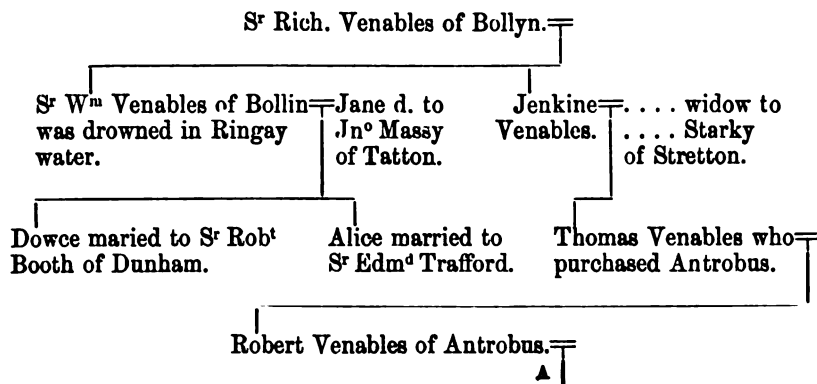 Sʳ Rich. Venables of Bollyn.
Sʳ Wᵐ Venables of Bollin
was drowned in Ringay
water.
Jane d. to
Jnº Massy
of Tatton.
Jenkine
Venables.
. . . . widow to
. . . . Starky
of Stretton.
Dowce maried to Sʳ Robᵗ
Booth of Dunham.
Alice married to
Sʳ Edmᵈ Trafford.
Thomas Venables who
purchased Antrobus.
Robert Venables of Antrobus.
A